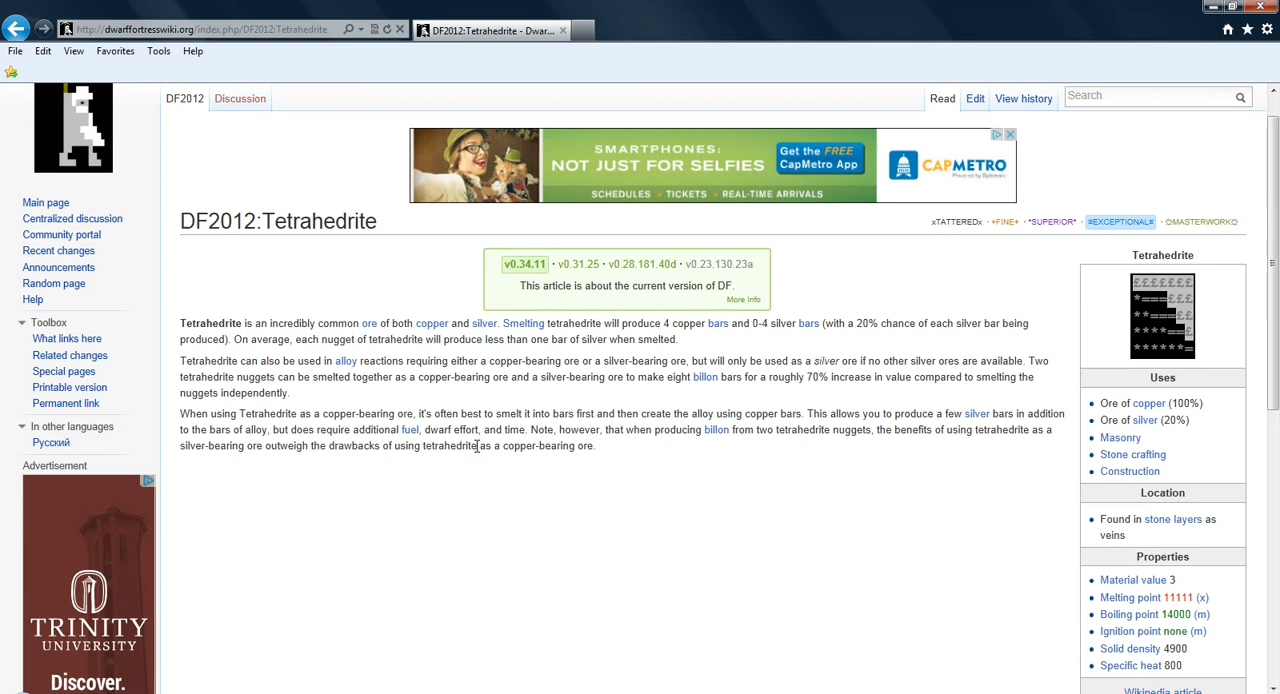 http://dwarffortresswiki.org/index.php/DF2012:Tetrahedrite
DF2012:Tetrahedrite - Dwar...
File Edit View Favorites Tools Help
DF2012 Discussion Read Edit View history Search
SMARTPHONES:
NOT JUST FOR SELFIES
SCHEDULES • TICKETS • REAL-TIME ARRIVALS
Get the FREE
CapMetro App
CAPMETRO
Main page
Centralized discussion
Community portal
Recent changes
Announcements
Random page
Help
Toolbox
What links here
Related changes
Special pages
Printable version
Permanent link
In other languages
Русский
Advertisement
TRINITY
UNIVERSITY
Discover.
DF2012:Tetrahedrite
xTATTEREDx · +FINE+ · *SUPERIOR* · ≡EXCEPTIONAL≡ · ☼MASTERWORK☼
v0.34.11 · v0.31.25 · v0.28.181.40d · v0.23.130.23a
This article is about the current version of DF.
More Info
Tetrahedrite is an incredibly common ore of both copper and silver. Smelting tetrahedrite will produce 4 copper bars and 0-4 silver bars (with a 20% chance of each silver bar being
produced). On average, each nugget of tetrahedrite will produce less than one bar of silver when smelted.
Tetrahedrite can also be used in alloy reactions requiring either a copper-bearing ore or a silver-bearing ore, but will only be used as a silver ore if no other silver ores are available. Two
tetrahedrite nuggets can be smelted together as a copper-bearing ore and a silver-bearing ore to make eight billon bars for a roughly 70% increase in value compared to smelting the
nuggets independently.
When using Tetrahedrite as a copper-bearing ore, it's often best to smelt it into bars first and then create the alloy using copper bars. This allows you to produce a few silver bars in addition
to the bars of alloy, but does require additional fuel, dwarf effort, and time. Note, however, that when producing billon from two tetrahedrite nuggets, the benefits of using tetrahedrite as a
silver-bearing ore outweigh the drawbacks of using tetrahedrite as a copper-bearing ore.
Tetrahedrite
Uses
Ore of copper (100%)
Ore of silver (20%)
Masonry
Stone crafting
Construction
Location
Found in stone layers as
veins
Properties
Material value 3
Melting point 11111 (x)
Boiling point 14000 (m)
Ignition point none (m)
Solid density 4900
Specific heat 800
Wikipedia article